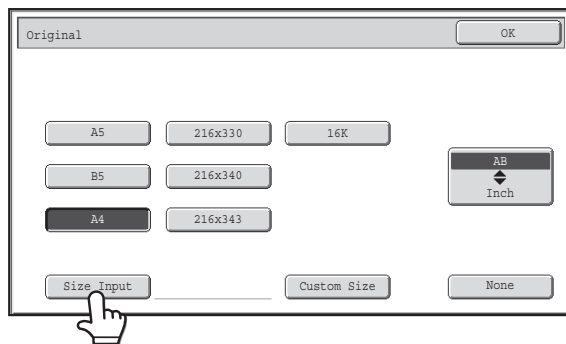 Original OK
A5 216x330 16K
B5 216x340
A4 216x343
AB
Inch
Size Input Custom Size None